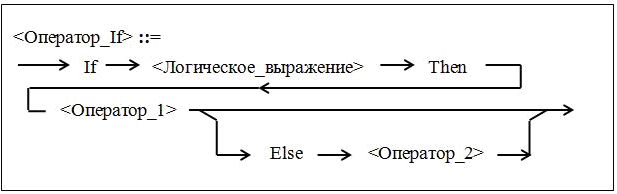 <Оператор_If> ::=
If <Логическое_выражение> Then
<Оператор_1>
Else <Оператор_2>